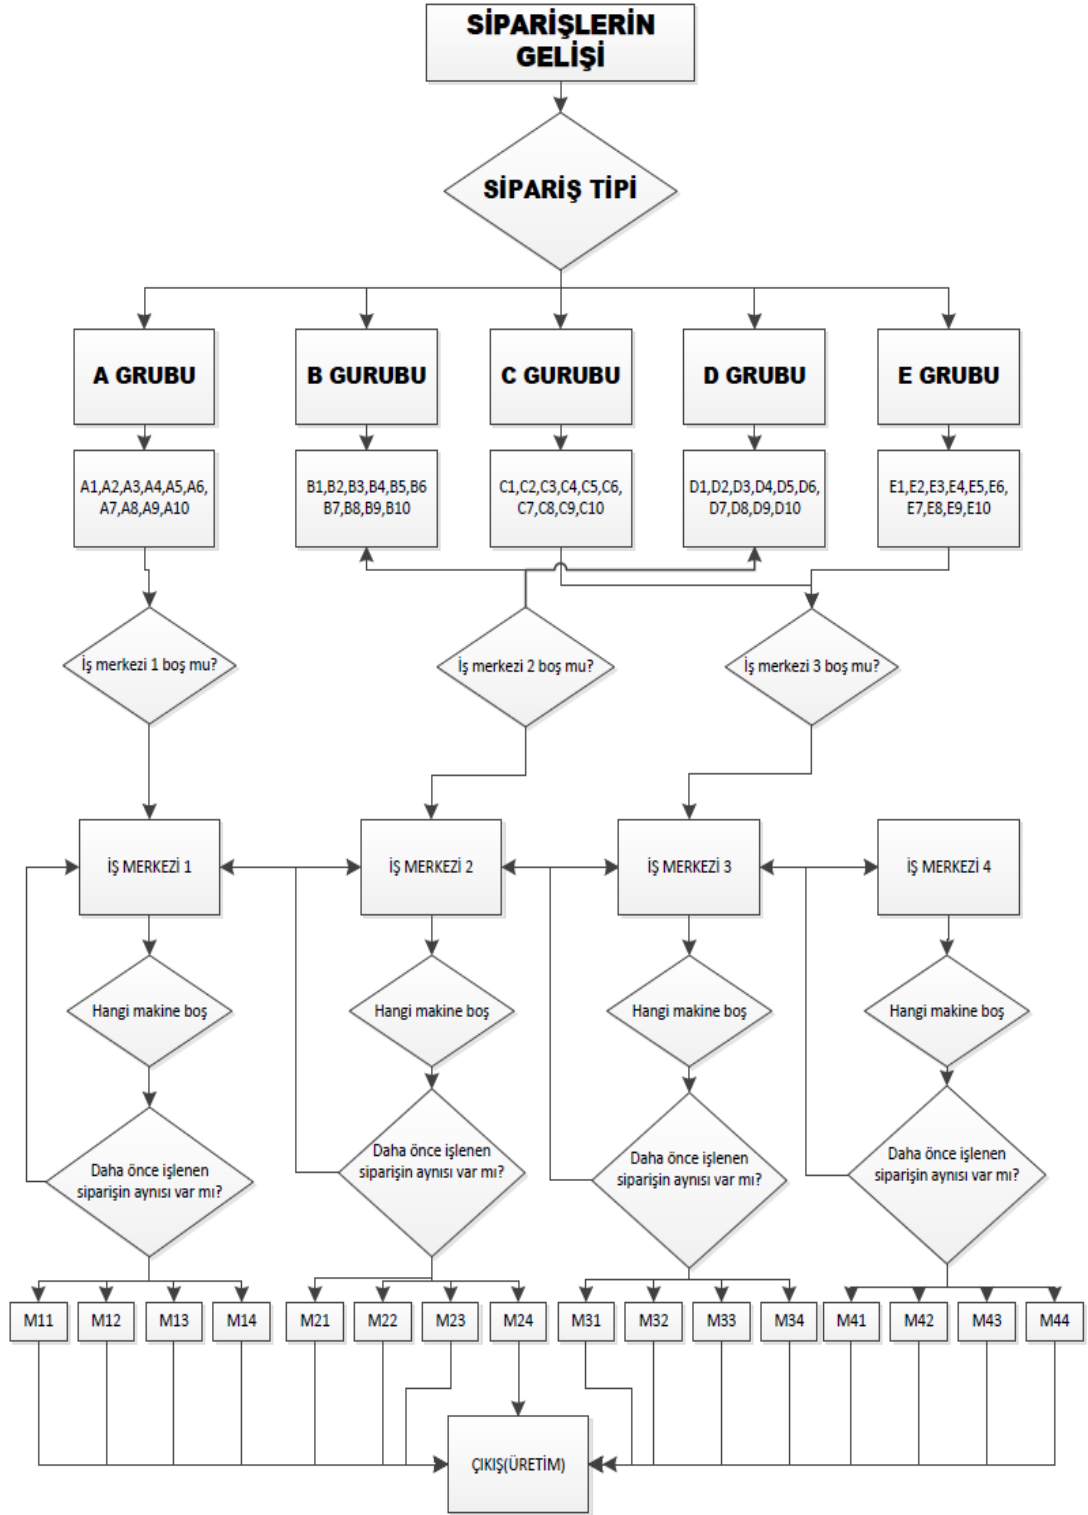 SİPARİŞLERİN
GELİŞİ
SİPARİŞ TİPİ
A GRUBU
B GURUBU
C GURUBU
D GRUBU
E GRUBU
A1,A2,A3,A4,A5,A6,
A7,A8,A9,A10
B1,B2,B3,B4,B5,B6
B7,B8,B9,B10
C1,C2,C3,C4,C5,C6,
C7,C8,C9,C10
D1,D2,D3,D4,D5,D6,
D7,D8,D9,D10
E1,E2,E3,E4,E5,E6,
E7,E8,E9,E10
İş merkezi 1 boş mu?
İş merkezi 2 boş mu?
İş merkezi 3 boş mu?
İŞ MERKEZİ 1
İŞ MERKEZİ 2
İŞ MERKEZİ 3
İŞ MERKEZİ 4
Hangi makine boş
Hangi makine boş
Hangi makine boş
Hangi makine boş
Daha önce işlenen
siparişin aynısı var mı?
Daha önce işlenen
siparişin aynısı var mı?
Daha önce işlenen
siparişin aynısı var mı?
Daha önce işlenen
siparişin aynısı var mı?
M11
M12
M13
M14
M21
M22
M23
M24
M31
M32
M33
M34
M41
M42
M43
M44
ÇIKIŞ(ÜRETİM)